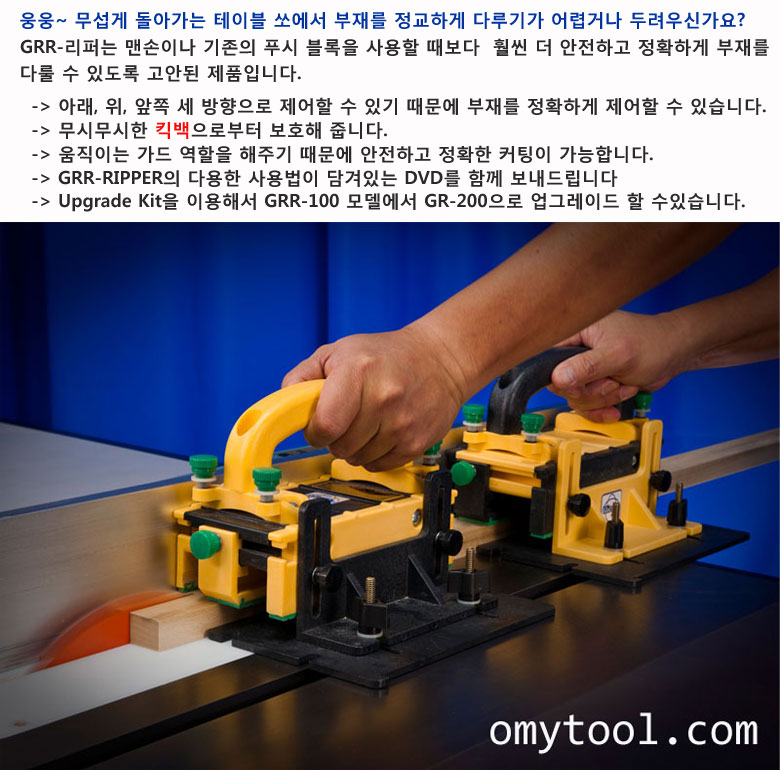 웅웅~ 무섭게 돌아가는 테이블 쏘에서 부재를 정교하게 다루기가 어렵거나 두려우신가요?
GRR-리퍼는 맨손이나 기존의 푸시 블록을 사용할 때보다 훨씬 더 안전하고 정확하게 부재를
다룰 수 있도록 고안된 제품입니다.
-> 아래, 위, 앞쪽 세 방향으로 제어할 수 있기 때문에 부재를 정확하게 제어할 수 있습니다.
-> 무시무시한 킥백으로부터 보호해 줍니다.
-> 움직이는 가드 역할을 해주기 때문에 안전하고 정확한 커팅이 가능합니다.
-> GRR-RIPPER의 다용한 사용법이 담겨있는 DVD를 함께 보내드립니다
-> Upgrade Kit을 이용해서 GRR-100 모델에서 GR-200으로 업그레이드 할 수있습니다.
omytool.com